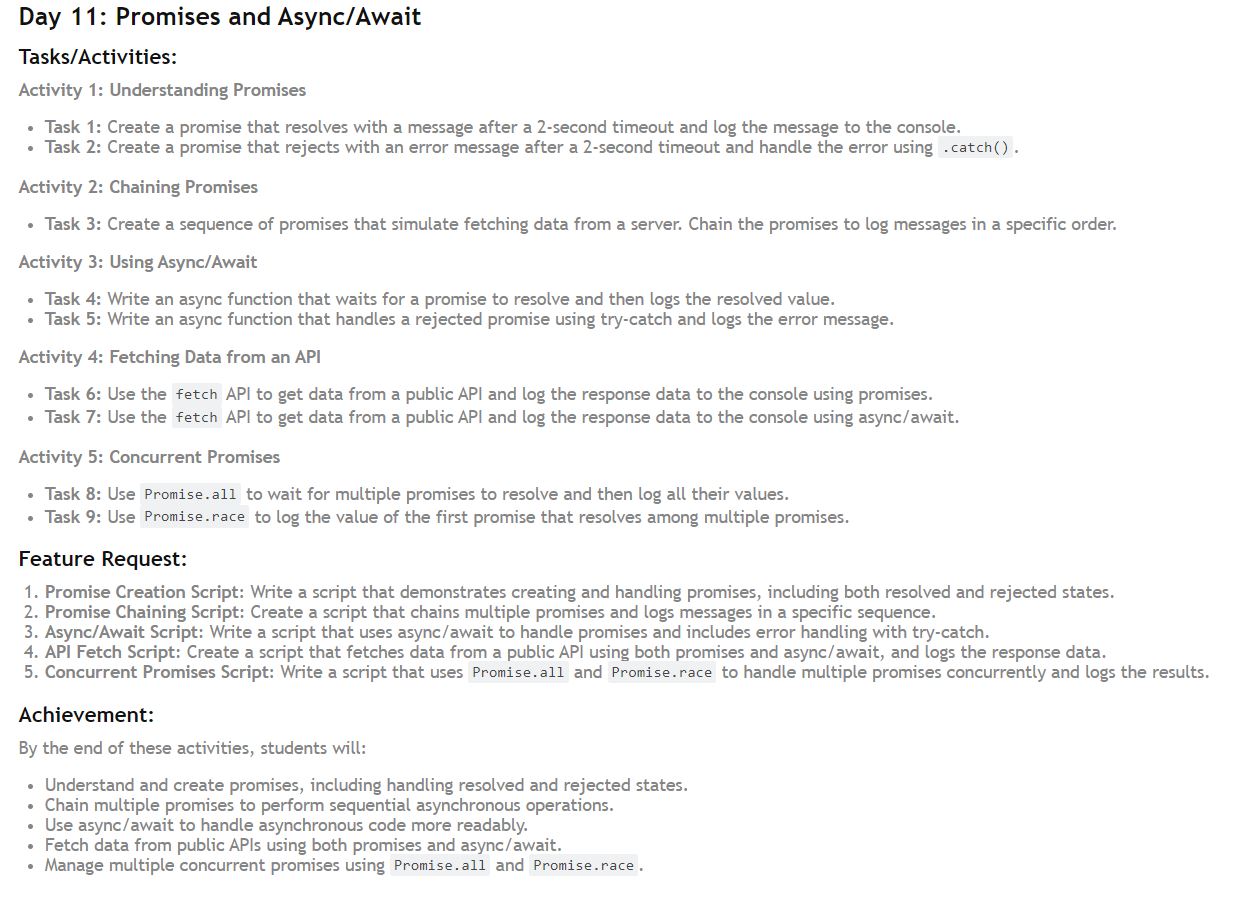 Day 11: Promises and Async/Await
Tasks/Activities:
Activity 1: Understanding Promises
Task 1: Create a promise that resolves with a message after a 2-second timeout and log the message to the console.
Task 2: Create a promise that rejects with an error message after a 2-second timeout and handle the error using .catch().
Activity 2: Chaining Promises
Task 3: Create a sequence of promises that simulate fetching data from a server. Chain the promises to log messages in a specific order.
Activity 3: Using Async/Await
Task 4: Write an async function that waits for a promise to resolve and then logs the resolved value.
Task 5: Write an async function that handles a rejected promise using try-catch and logs the error message.
Activity 4: Fetching Data from an API
Task 6: Use the fetch API to get data from a public API and log the response data to the console using promises.
Task 7: Use the fetch API to get data from a public API and log the response data to the console using async/await.
Activity 5: Concurrent Promises
Task 8: Use Promise.all to wait for multiple promises to resolve and then log all their values.
Task 9: Use Promise.race to log the value of the first promise that resolves among multiple promises.
Feature Request:
1. Promise Creation Script: Write a script that demonstrates creating and handling promises, including both resolved and rejected states.
2. Promise Chaining Script: Create a script that chains multiple promises and logs messages in a specific sequence.
3. Async/Await Script: Write a script that uses async/await to handle promises and includes error handling with try-catch.
4. API Fetch Script: Create a script that fetches data from a public API using both promises and async/await, and logs the response data.
5. Concurrent Promises Script: Write a script that uses Promise.all and Promise.race to handle multiple promises concurrently and logs the results.
Achievement:
By the end of these activities, students will:
Understand and create promises, including handling resolved and rejected states.
Chain multiple promises to perform sequential asynchronous operations.
Use async/await to handle asynchronous code more readably.
Fetch data from public APIs using both promises and async/await.
Manage multiple concurrent promises using Promise.all and Promise.race.